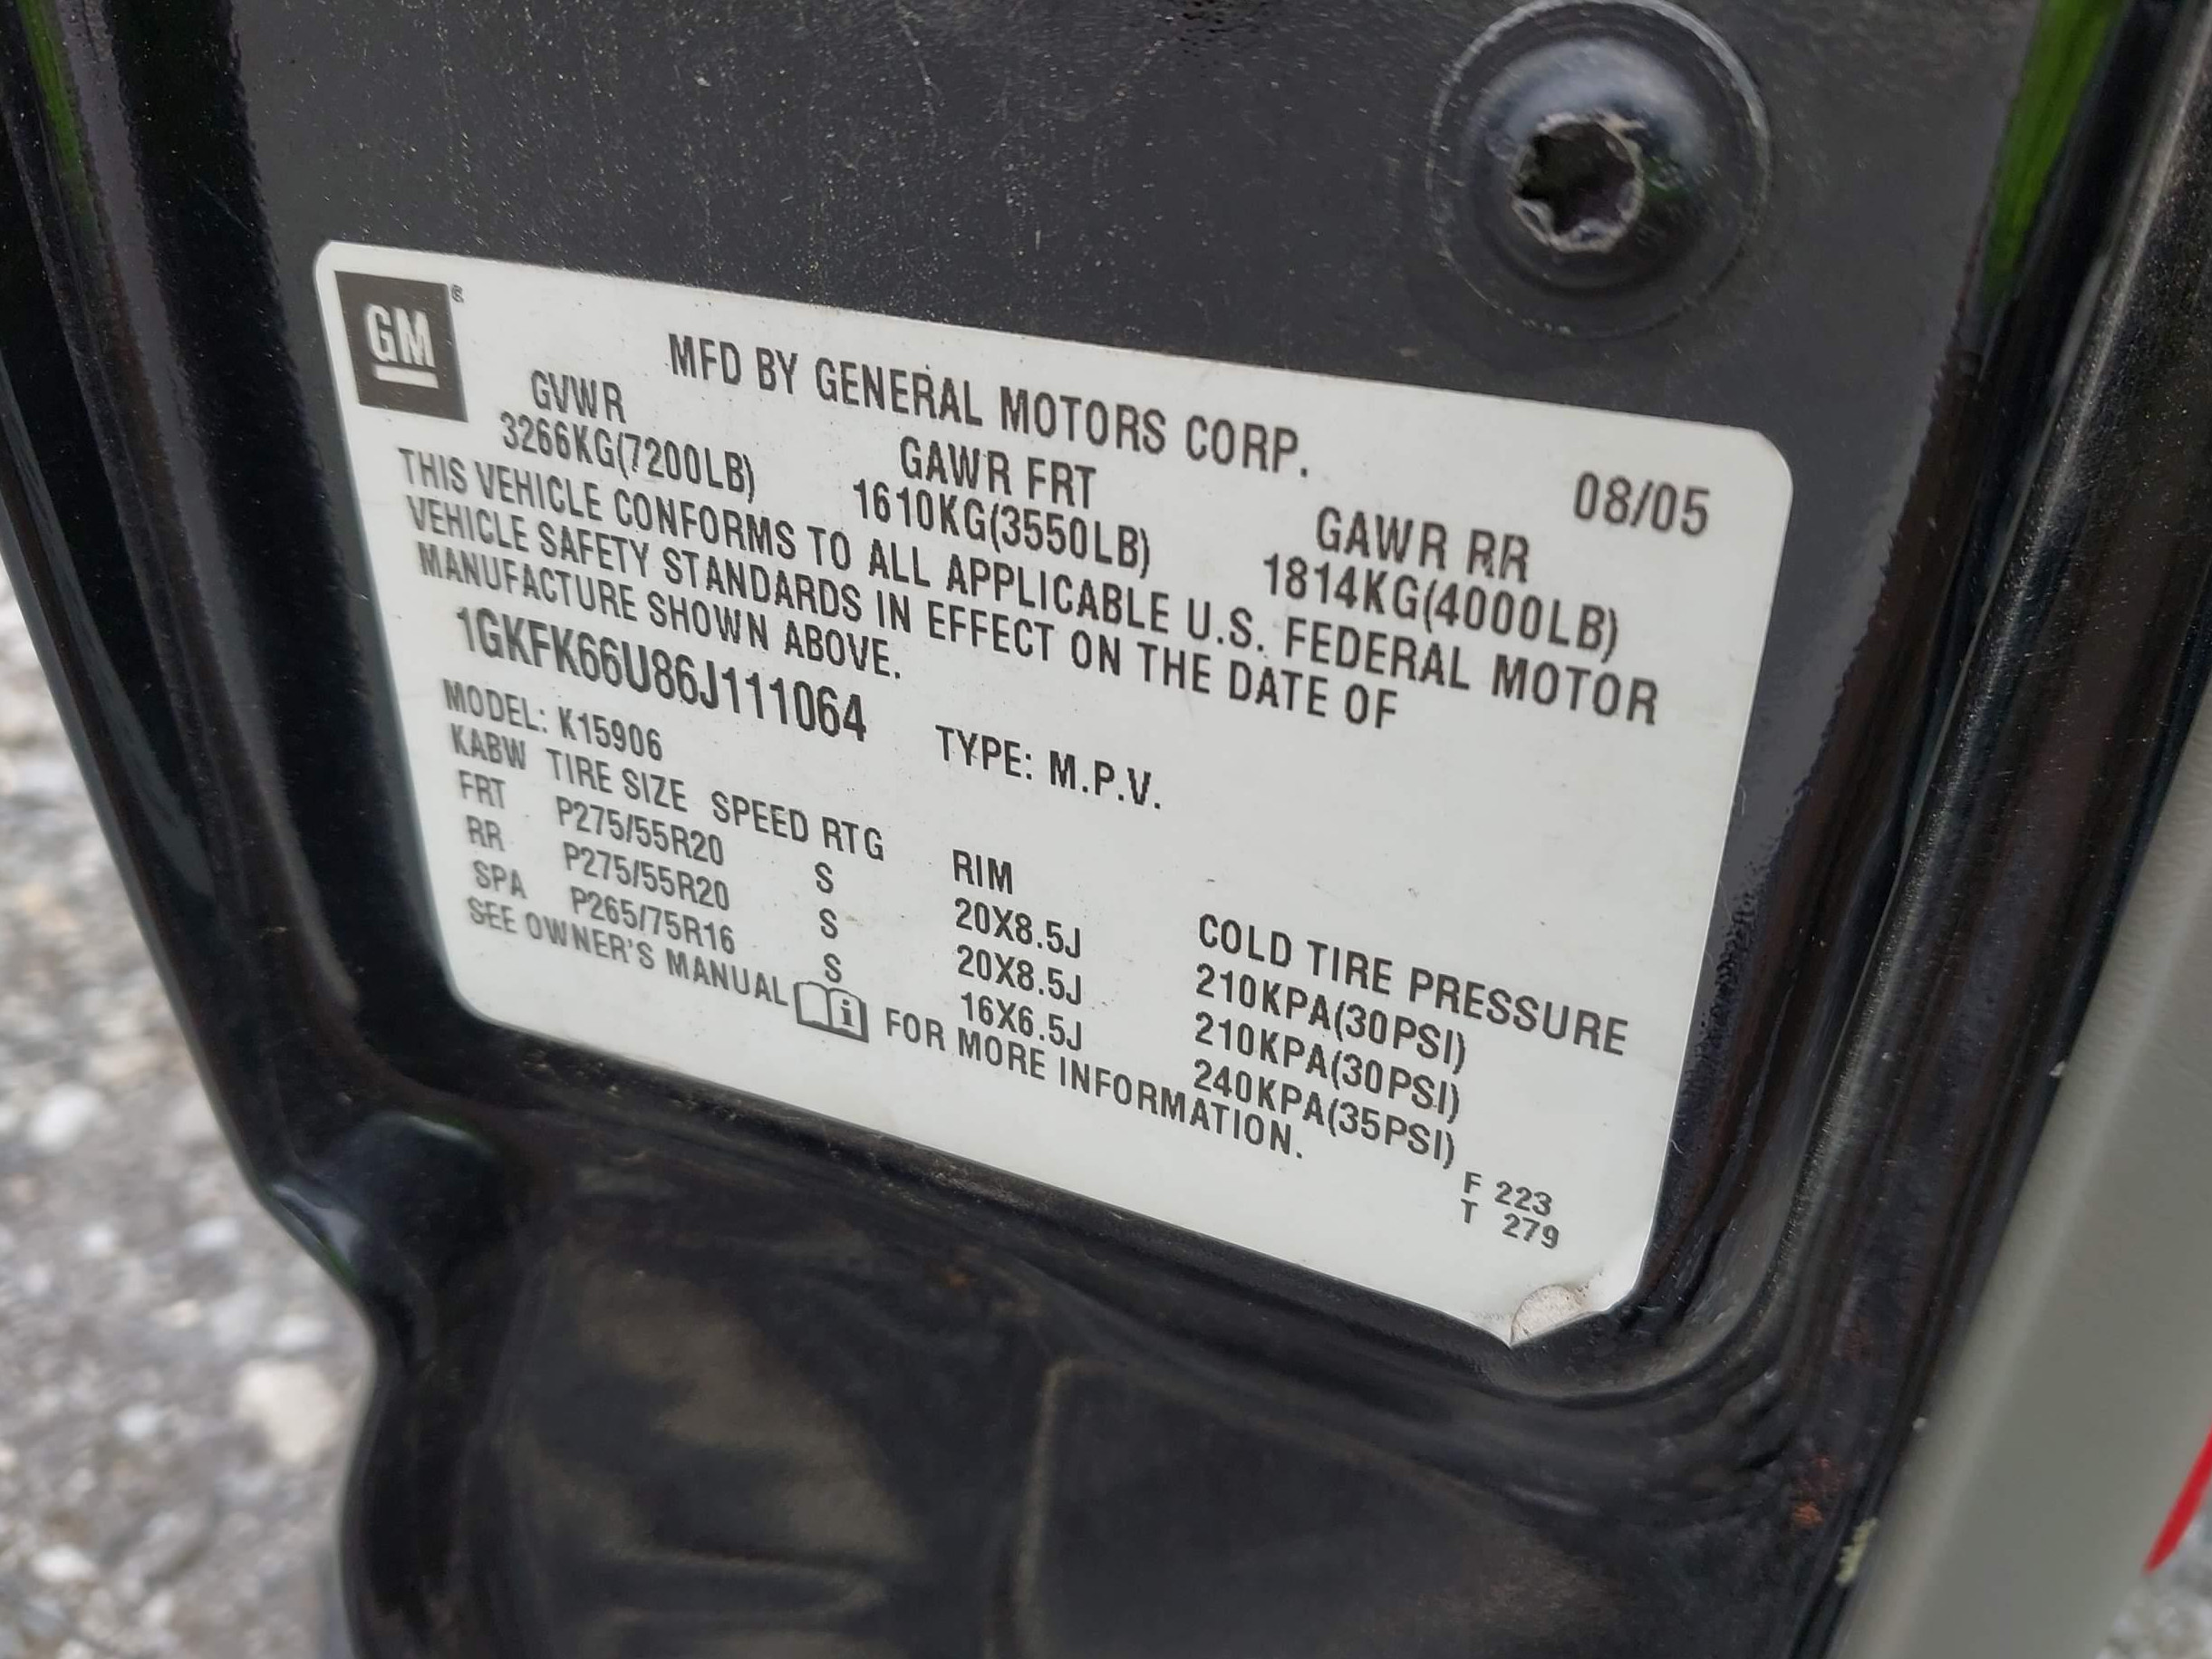 GM
MFD BY GENERAL MOTORS CORP.
08/05
GVWR GAWR FRT GAWR RR
3266KG(7200LB) 1610KG(3550LB) 1814KG(4000LB)
THIS VEHICLE CONFORMS TO ALL APPLICABLE U.S. FEDERAL MOTOR
VEHICLE SAFETY STANDARDS IN EFFECT ON THE DATE OF
MANUFACTURE SHOWN ABOVE.
1GKFK66U86J111064 TYPE: M.P.V.
MODEL: K15906
KABW TIRE SIZE SPEED RTG RIM COLD TIRE PRESSURE
FRT P275/55R20 S 20X8.5J 210KPA(30PSI)
RR P275/55R20 S 20X8.5J 210KPA(30PSI)
SPA P265/75R16 S 16X6.5J 240KPA(35PSI)
SEE OWNER'S MANUAL i FOR MORE INFORMATION.
F 223
T 279